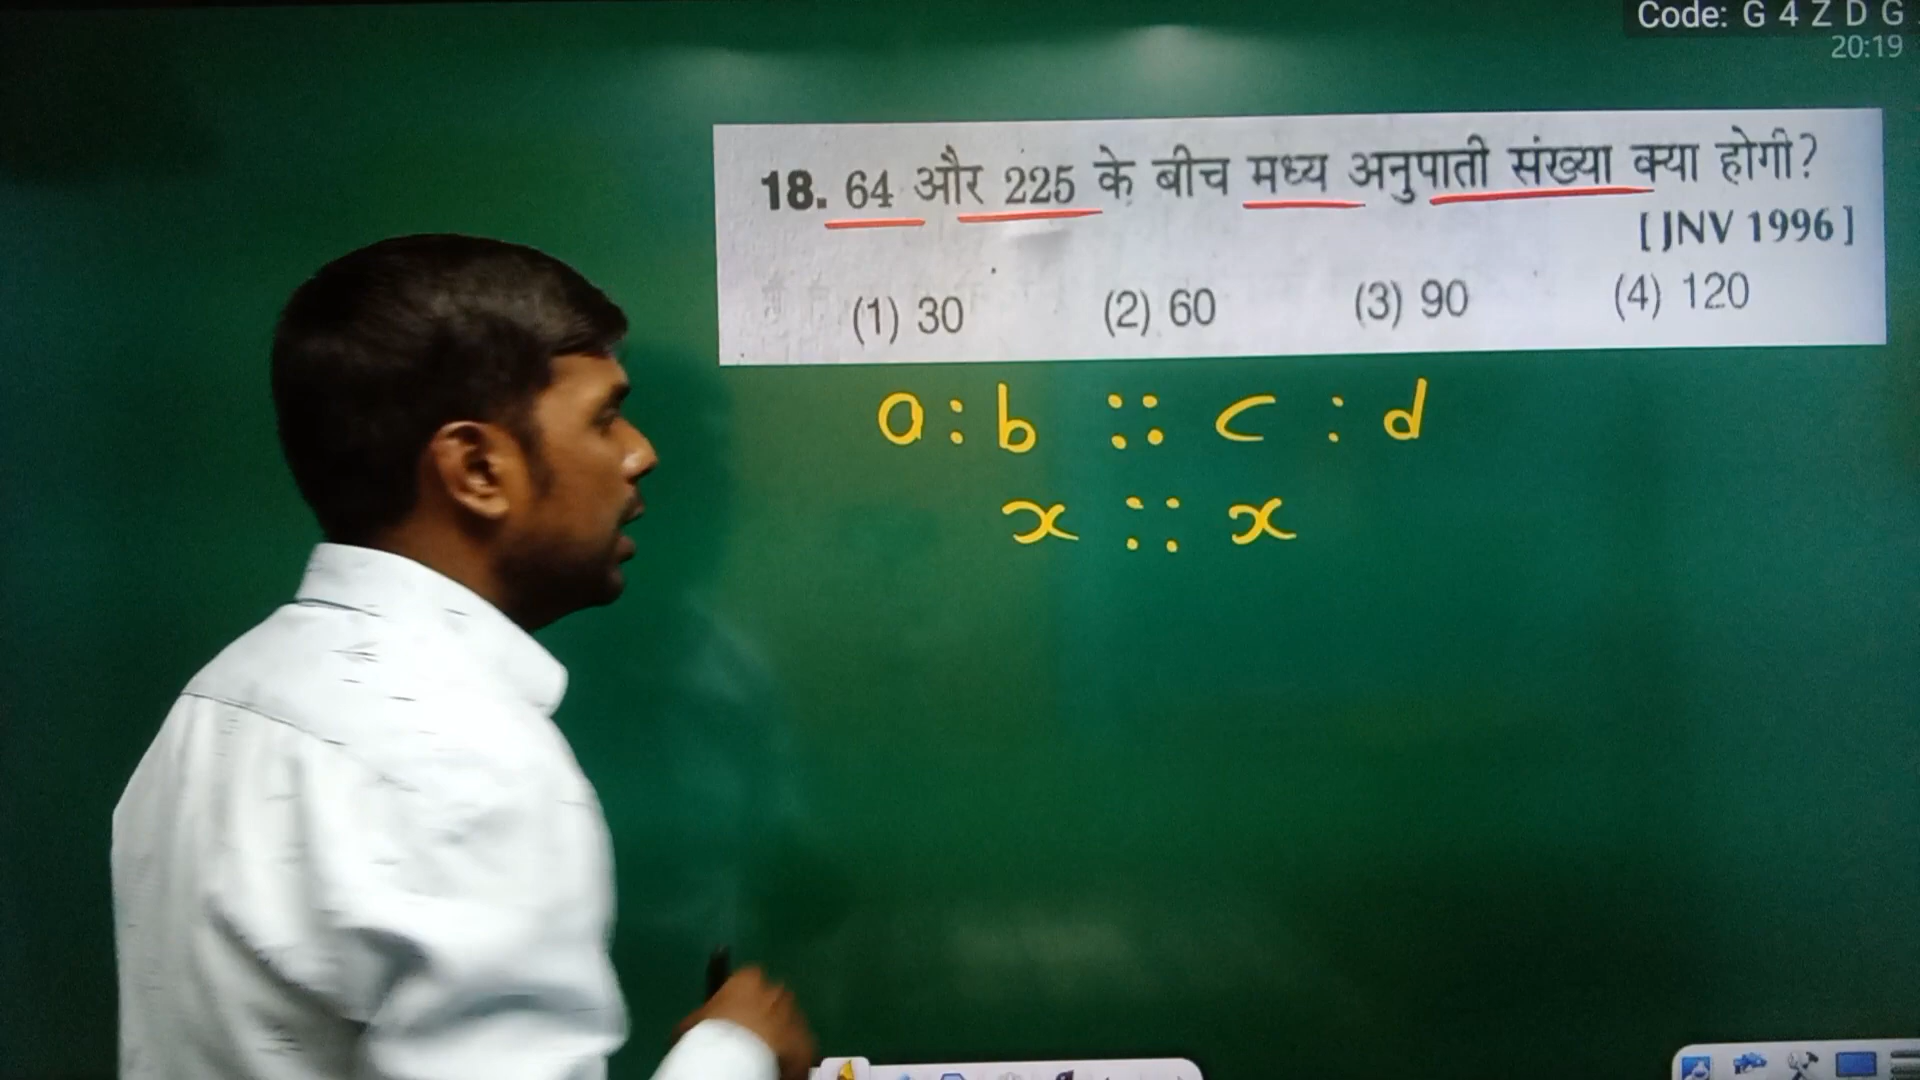 Code: G 4 Z D G
20:19
18. 64 और 225 के बीच मध्य अनुपाती संख्या क्या होगी?
[ JNV 1996 ]
(1) 30 (2) 60 (3) 90 (4) 120
a : b :: c : d
x :: x